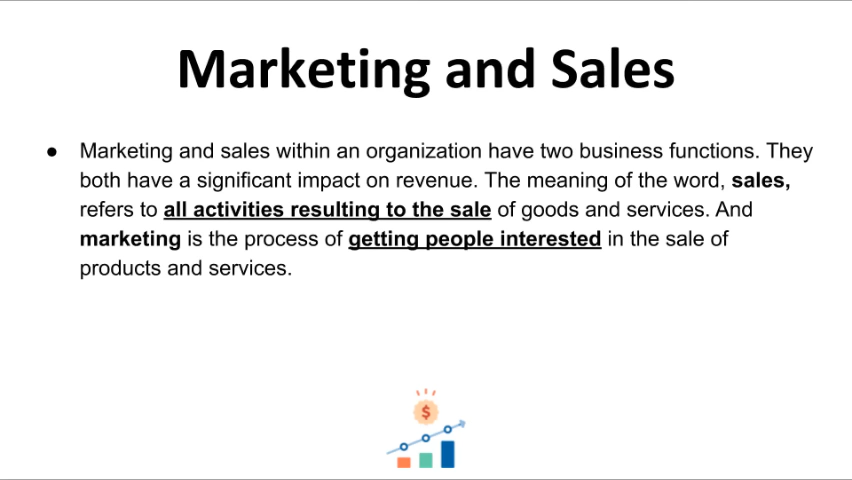 Marketing and Sales
● Marketing and sales within an organization have two business functions. They
both have a significant impact on revenue. The meaning of the word, sales,
refers to all activities resulting to the sale of goods and services. And
marketing is the process of getting people interested in the sale of
products and services.
$